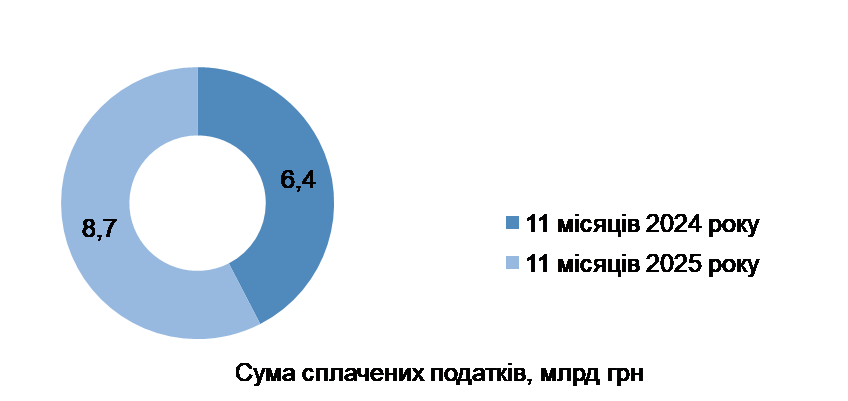 6,4
8,7
11 місяців 2024 року
11 місяців 2025 року
Сума сплачених податків, млрд грн